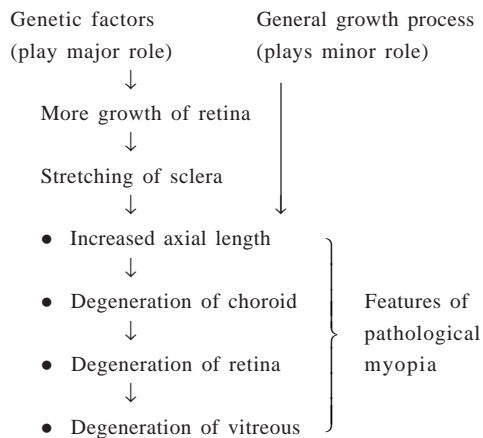 Genetic factors
(play major role)
General growth process
(plays minor role)
↓
More growth of retina
↓
Stretching of sclera
↓
• Increased axial length
↓
• Degeneration of choroid
↓
• Degeneration of retina
↓
• Degeneration of vitreous
Features of
pathological
myopia